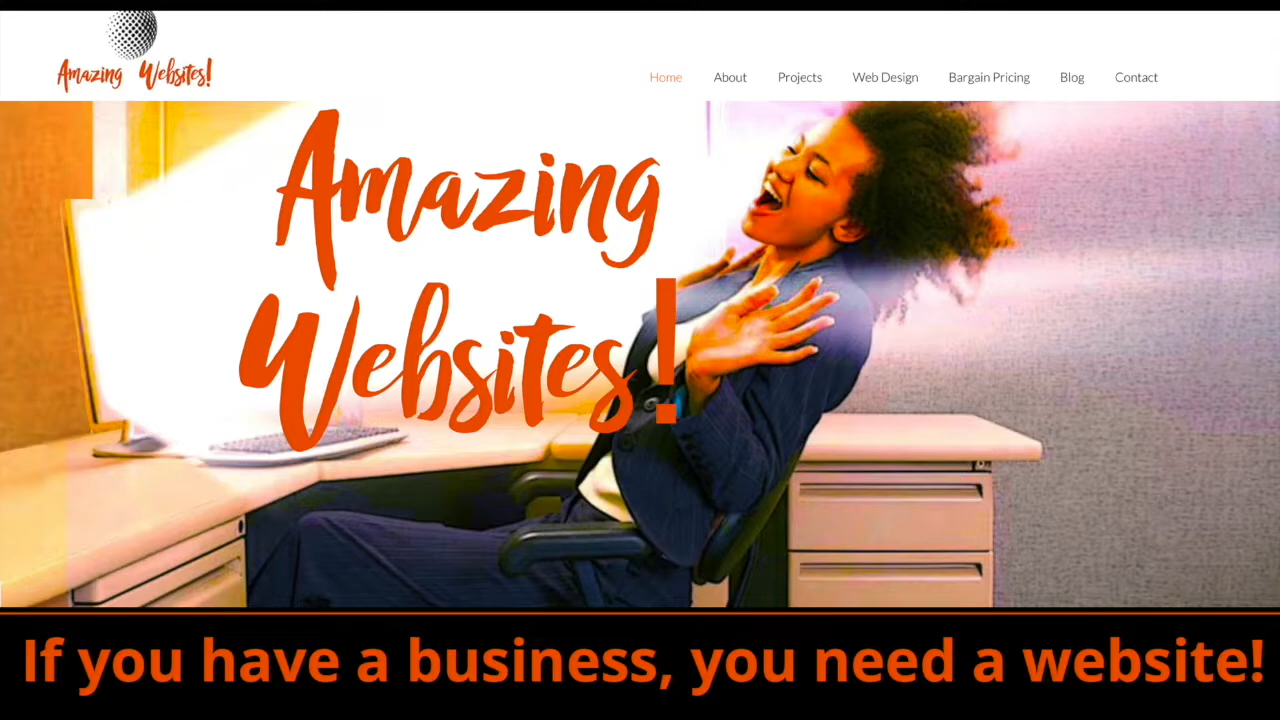 Amazing Websites!
Home About Projects Web Design Bargain Pricing Blog Contact
Amazing
Websites!
If you have a business, you need a website!